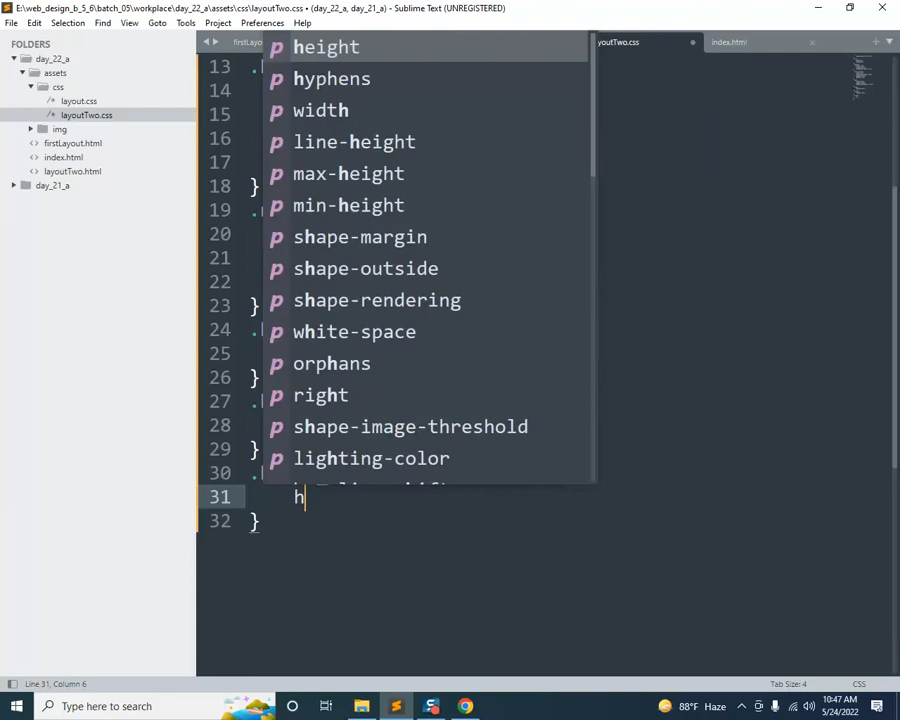 E:\web_design_b_5_6\batch_05\workplace\day_22_a\assets\css\layoutTwo.css (day_22_a, day_21_a) - Sublime Text (UNREGISTERED)
File Edit Selection Find View Goto Tools Project Preferences Help
FOLDERS
day_22_a
assets
css
/* layout.css
/* layoutTwo.css
img
<> firstLayout.html
<> index.html
<> layoutTwo.html
day_21_a
firstLayo
youtTwo.css
index.html
13 .
14
15
16
17
18 }
19 .
20
21
22
23 }
24 .
25
26 }
27 .
28
29 }
30 .
31 h
32 }
p height
p hyphens
p width
p line-height
p max-height
p min-height
p shape-margin
p shape-outside
p shape-rendering
p white-space
p orphans
p right
p shape-image-threshold
p lighting-color
Line 31, Column 6
Tab Size: 4
CSS
Type here to search
88°F Haze
10:47 AM
5/24/2022